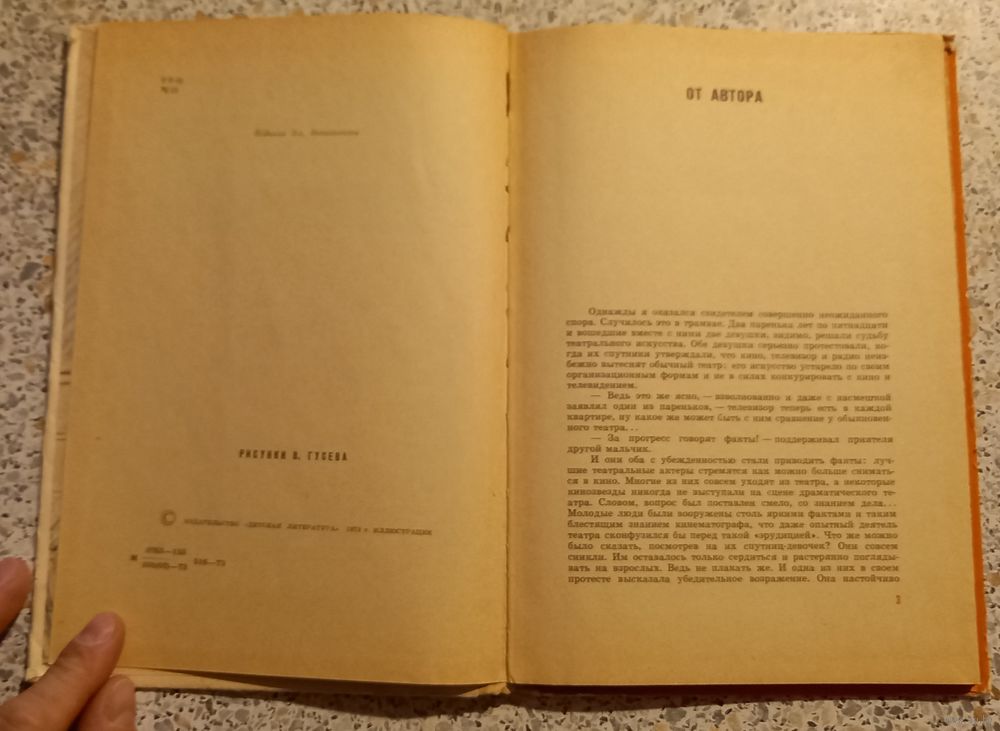 РИСУНКИ В. ГУСЕВА
© ИЗДАТЕЛЬСТВО «ДЕТСКАЯ ЛИТЕРАТУРА» 1973 г. ИЛЛЮСТРАЦИИ
ОТ АВТОРА
Однажды я оказался свидетелем совершенно неожиданного
спора. Случилось это в трамвае. Два паренька лет по пятнадцати
и вошедшие вместе с ними две девушки, видимо, решали судьбу
театрального искусства. Обе девушки серьезно протестовали, ко-
гда их спутники утверждали, что кино, телевизор и радио неиз-
бежно вытеснят обычный театр: его искусство устарело по своим
организационным формам и не в силах конкурировать с кино и
телевидением.
— Ведь это же ясно, — взволнованно и даже с насмешкой
заявлял один из пареньков, — телевизор теперь есть в каждой
квартире, ну какое же может быть с ним сравнение у обыкновен-
ного театра...
— За прогресс говорят факты! — поддерживал приятеля
другой мальчик.
И они оба с убежденностью стали приводить факты: луч-
шие театральные актеры стремятся как можно больше снимать-
ся в кино. Многие из них совсем уходят из театра, а некоторые
кинозвезды никогда не выступали на сцене драматического те-
атра. Словом, вопрос был поставлен смело, со знанием дела...
Молодые люди были вооружены столь яркими фактами и таким
блестящим знанием кинематографа, что даже опытный деятель
театра сконфузился бы перед такой «эрудицией». Что же можно
было сказать, посмотрев на их спутниц-девочек? Они совсем
сникли. Им оставалось только сердиться и растерянно поглядь-
вать на взрослых. Ведь не плакать же. И одна из них в своем
протесте высказала убедительное возражение. Она настойчиво
3